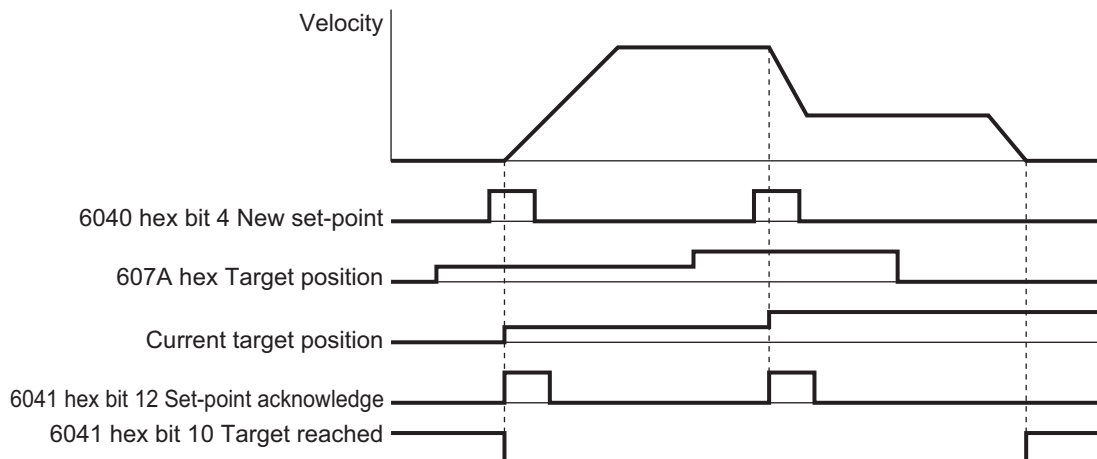 Velocity
6040 hex bit 4 New set-point
607A hex Target position
Current target position
6041 hex bit 12 Set-point acknowledge
6041 hex bit 10 Target reached